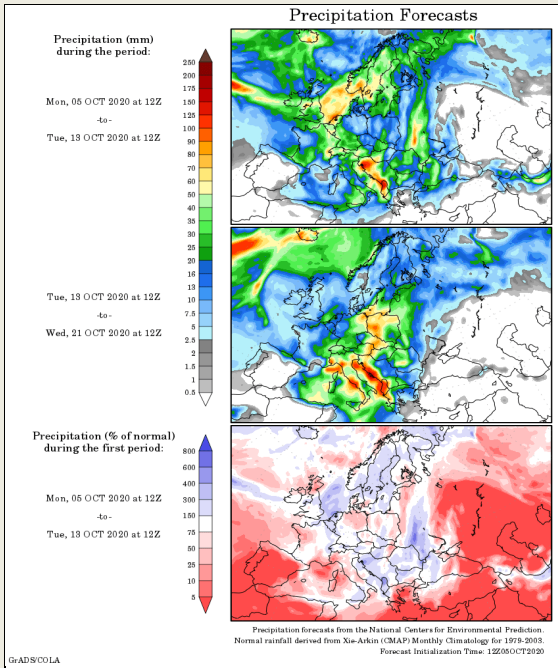 Precipitation Forecasts
Precipitation (mm)
during the period:
Mon, 05 OCT 2020 at 12Z
-to-
Tue, 13 OCT 2020 at 12Z
250
200
175
150
125
100
90
80
70
60
50
40
30
25
20
16
13
10
7.5
5
2.5
2
1.5
1
0.5
Tue, 13 OCT 2020 at 12Z
-to-
Wed, 21 OCT 2020 at 12Z
Precipitation (% of normal)
during the first period:
Mon, 05 OCT 2020 at 12Z
-to-
Tue, 13 OCT 2020 at 12Z
800
600
400
300
150
75
50
25
10
5
Precipitation forecasts from the National Centers for Environmental Prediction.
Normal rainfall derived from Xie-Arkin (CMAP) Monthly Climatology for 1979-2003.
Forecast Initialization Time: 12Z05OCT2020
GrADS/COLA